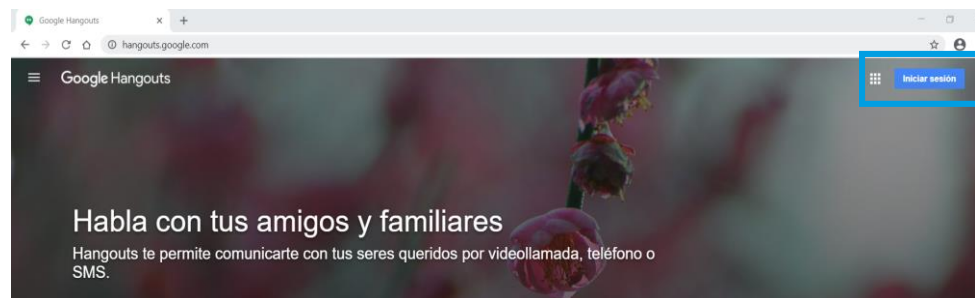 Google Hangouts
hangouts.google.com
Google Hangouts
Iniciar sesión
Habla con tus amigos y familiares
Hangouts te permite comunicarte con tus seres queridos por videollamada, teléfono o
SMS.